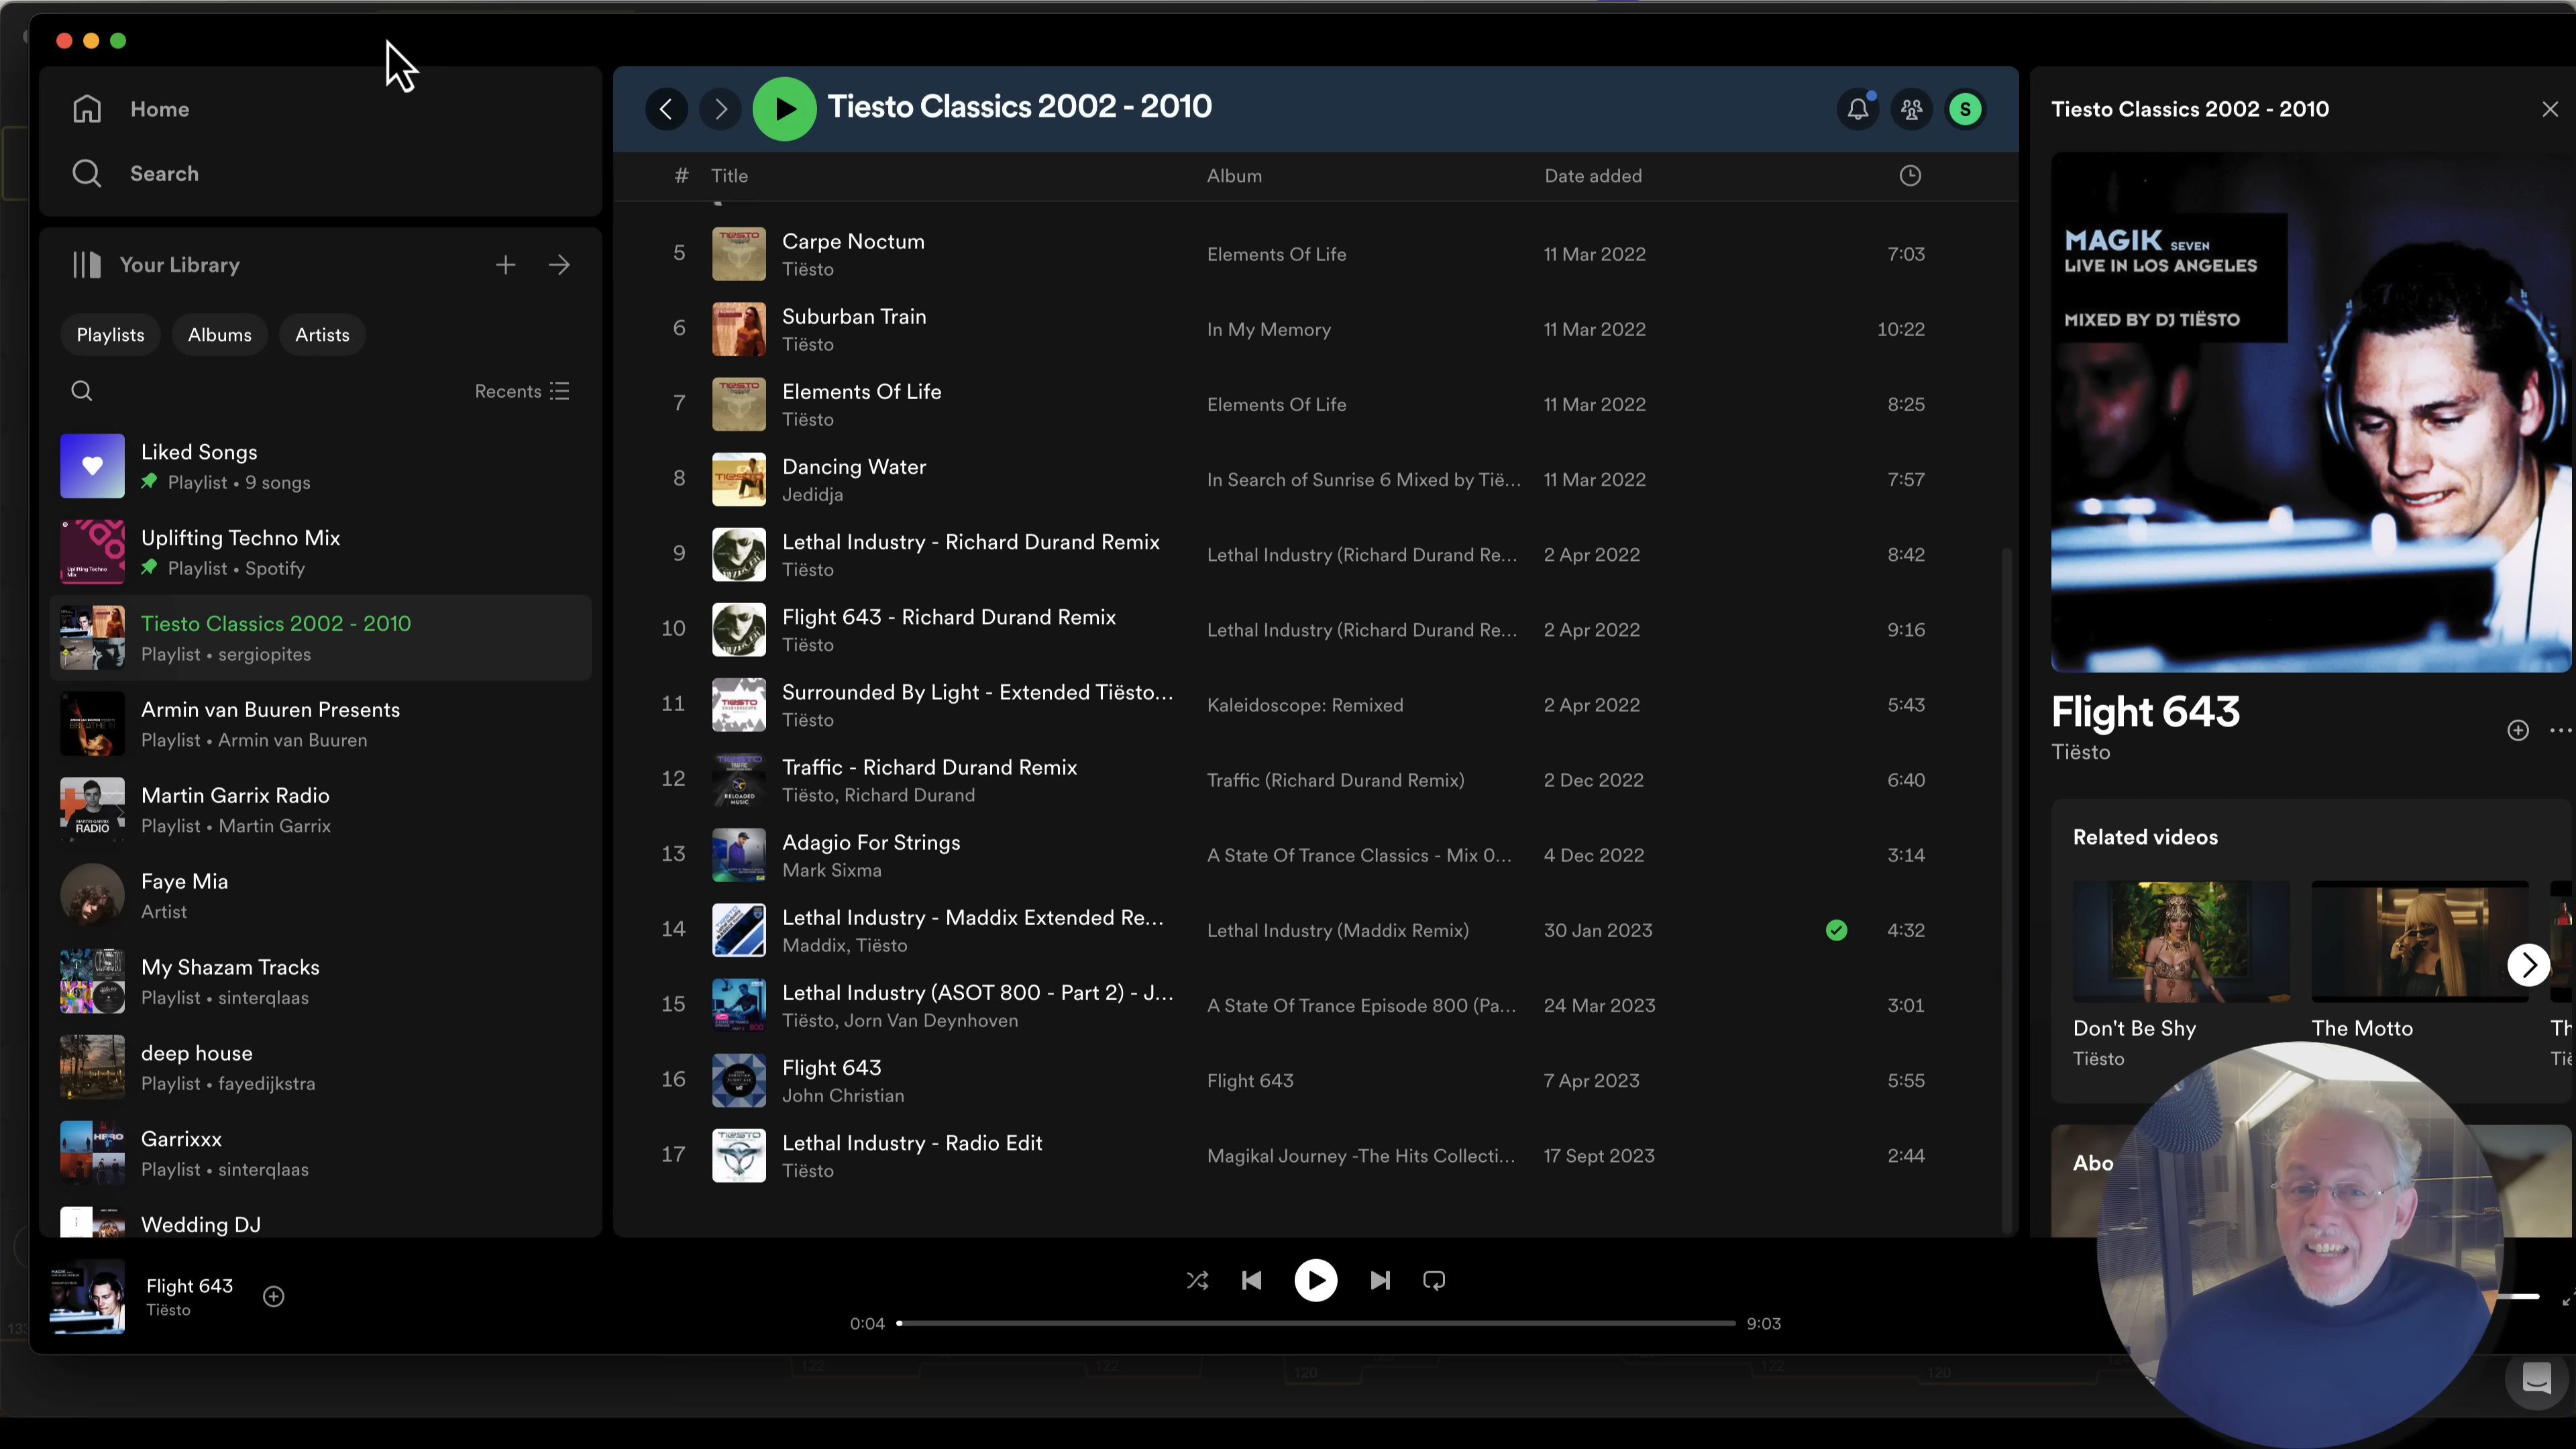 Home
Search
Your Library
Playlists
Albums
Artists
Recents
Liked Songs
Playlist • 9 songs
Uplifting Techno Mix
Playlist • Spotify
Tiesto Classics 2002 - 2010
Playlist • sergiopites
Armin van Buuren Presents
Playlist • Armin van Buuren
Martin Garrix Radio
Playlist • Martin Garrix
Faye Mia
Artist
My Shazam Tracks
Playlist • sinterqlaas
deep house
Playlist • fayedijkstra
Garrixxx
Playlist • sinterqlaas
Wedding DJ
Tiesto Classics 2002 - 2010
S
# Title Album Date added
5 Carpe Noctum Elements Of Life 11 Mar 2022 7:03
Tiësto
6 Suburban Train In My Memory 11 Mar 2022 10:22
Tiësto
7 Elements Of Life Elements Of Life 11 Mar 2022 8:25
Tiësto
8 Dancing Water In Search of Sunrise 6 Mixed by Tië... 11 Mar 2022 7:57
Jedidja
9 Lethal Industry - Richard Durand Remix Lethal Industry (Richard Durand Re... 2 Apr 2022 8:42
Tiësto
10 Flight 643 - Richard Durand Remix Lethal Industry (Richard Durand Re... 2 Apr 2022 9:16
Tiësto
11 Surrounded By Light - Extended Tiësto... Kaleidoscope: Remixed 2 Apr 2022 5:43
Tiësto
12 Traffic - Richard Durand Remix Traffic (Richard Durand Remix) 2 Dec 2022 6:40
Tiësto, Richard Durand
13 Adagio For Strings A State Of Trance Classics - Mix 0... 4 Dec 2022 3:14
Mark Sixma
14 Lethal Industry - Maddix Extended Re... Lethal Industry (Maddix Remix) 30 Jan 2023 4:32
Maddix, Tiësto
15 Lethal Industry (ASOT 800 - Part 2) - J... A State Of Trance Episode 800 (Pa... 24 Mar 2023 3:01
Tiësto, Jorn Van Deynhoven
16 Flight 643 Flight 643 7 Apr 2023 5:55
John Christian
17 Lethal Industry - Radio Edit Magikal Journey -The Hits Collecti... 17 Sept 2023 2:44
Tiësto
Tiesto Classics 2002 - 2010
MAGIK SEVEN
LIVE IN LOS ANGELES
MIXED BY DJ TIËSTO
Flight 643
Tiësto
Related videos
Don't Be Shy
Tiësto
The Motto
Th
Tië
Abo
Flight 643
Tiësto
0:04
9:03
122
122
120
122
120